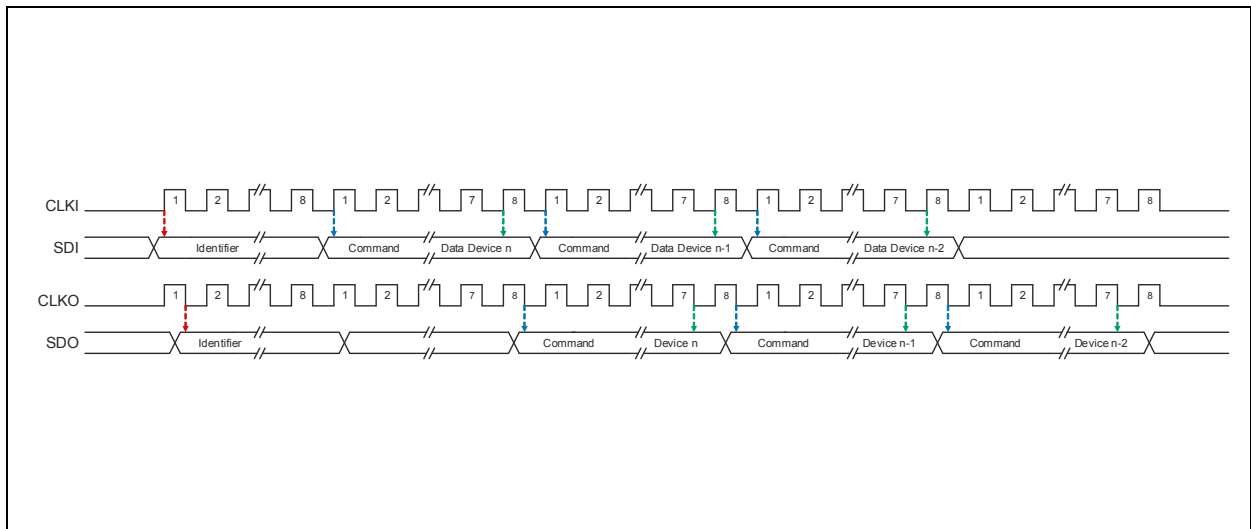 CLKI 1 2 8 1 2 7 8 1 2 7 8 1 2 7 8 1 2 7 8
SDI Identifier Command Data Device n Command Data Device n-1 Command Data Device n-2
CLKO 1 2 8 1 2 7 8 1 2 7 8 1 2 7 8 1 2 7 8
SDO Identifier Command Device n Command Device n-1 Command Device n-2